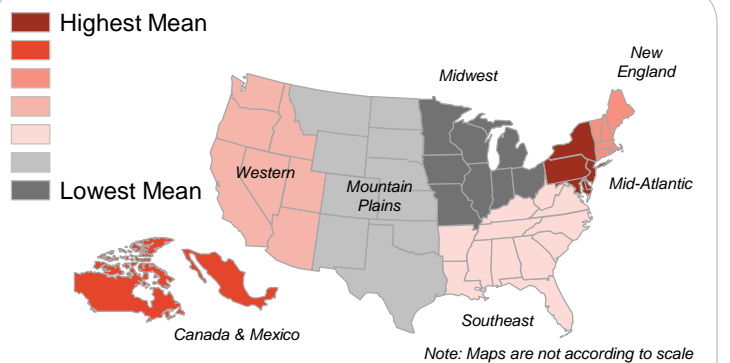 Highest Mean
New
England
Midwest
Western
Mountain
Plains
Mid-Atlantic
Lowest Mean
Southeast
Canada & Mexico
Note: Maps are not according to scale